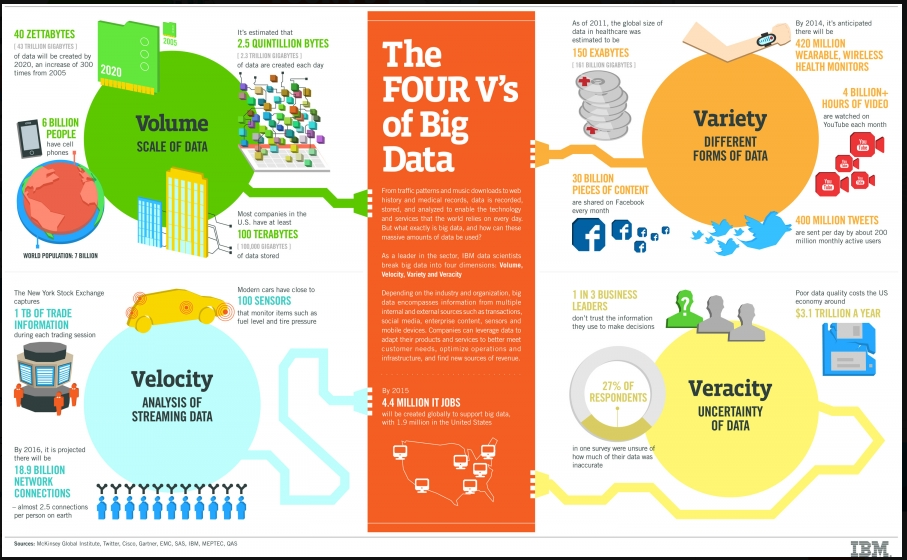 40 ZETTABYTES
[ 43 TRILLION GIGABYTES ]
of data will be created by
2020, an increase of 300
times from 2005
2005
2020
It's estimated that
2.5 QUINTILLION BYTES
[ 2.3 TRILLION GIGABYTES ]
of data are created each day
6 BILLION
PEOPLE
have cell
phones
Volume
SCALE OF DATA
WORLD POPULATION: 7 BILLION
Most companies in the
U.S. have at least
100 TERABYTES
[ 100,000 GIGABYTES ]
of data stored
The New York Stock Exchange
captures
1 TB OF TRADE
INFORMATION
during each trading session
Modern cars have close to
100 SENSORS
that monitor items such as
fuel level and tire pressure
Velocity
ANALYSIS OF
STREAMING DATA
By 2016, it is projected
there will be
18.9 BILLION
NETWORK
CONNECTIONS
– almost 2.5 connections
per person on earth
The
FOUR V's
of Big
Data
From traffic patterns and music downloads to web
history and medical records, data is recorded,
stored, and analyzed to enable the technology
and services that the world relies on every day.
But what exactly is big data, and how can these
massive amounts of data be used?
As a leader in the sector, IBM data scientists
break big data into four dimensions: Volume,
Velocity, Variety and Veracity
Depending on the industry and organization, big
data encompasses information from multiple
internal and external sources such as transactions,
social media, enterprise content, sensors and
mobile devices. Companies can leverage data to
adapt their products and services to better meet
customer needs, optimize operations and
infrastructure, and find new sources of revenue.
By 2015
4.4 MILLION IT JOBS
will be created globally to support big data,
with 1.9 million in the United States
As of 2011, the global size of
data in healthcare was
estimated to be
150 EXABYTES
[ 161 BILLION GIGABYTES ]
By 2014, it's anticipated
there will be
420 MILLION
WEARABLE, WIRELESS
HEALTH MONITORS
4 BILLION+
HOURS OF VIDEO
are watched on
YouTube each month
You
Tube
You
Tube
You
Tube
You
Tube
Variety
DIFFERENT
FORMS OF DATA
30 BILLION
PIECES OF CONTENT
are shared on Facebook
every month
f
f
f
f
f
f
400 MILLION TWEETS
are sent per day by about 200
million monthly active users
1 IN 3 BUSINESS
LEADERS
don't trust the information
they use to make decisions
?
Poor data quality costs the US
economy around
$3.1 TRILLION A YEAR
27% OF
RESPONDENTS
in one survey were unsure of
how much of their data was
inaccurate
Veracity
UNCERTAINTY
OF DATA
Sources: McKinsey Global Institute, Twitter, Cisco, Gartner, EMC, SAS, IBM, MEPTEC, QAS
IBM